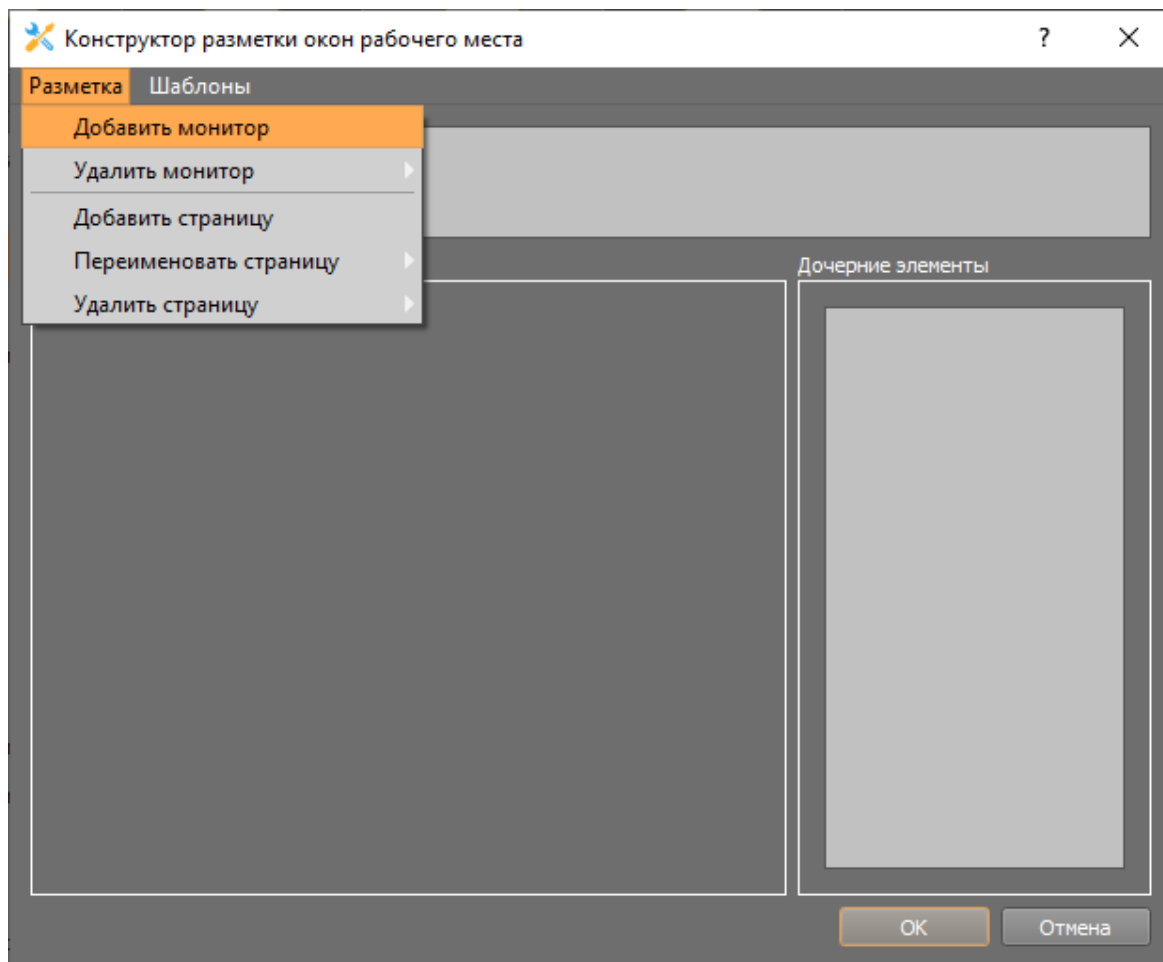 Конструктор разметки окон рабочего места ?
Разметка Шаблоны
Добавить монитор
Удалить монитор
Добавить страницу
Переименовать страницу
Удалить страницу
Дочерние элементы
ОК Отмена